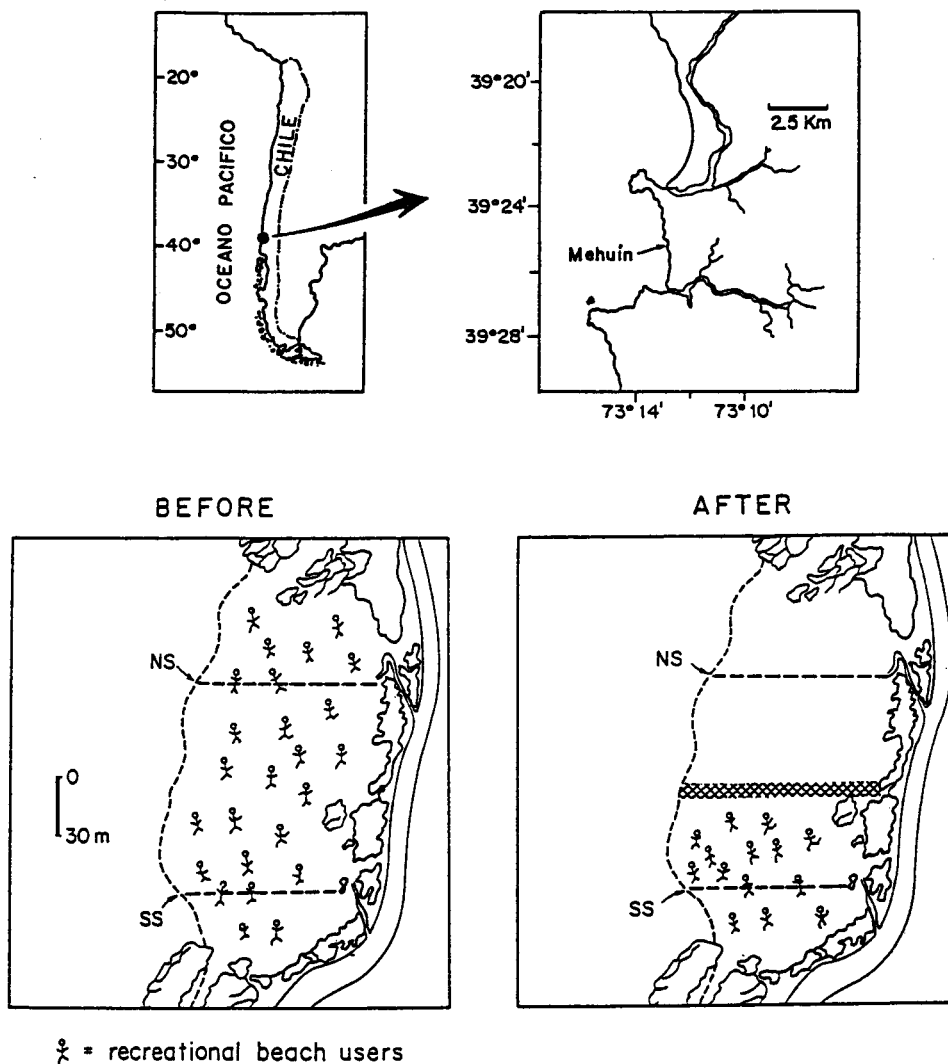 20°
30°
40°
50°
OCEANO PACIFICO
CHILE
39° 20'
39° 24'
39° 28'
2.5 Km
Mehuín
73° 14' 73° 10'
BEFORE
NS
0
30 m
SS
AFTER
NS
SS
= recreational beach users